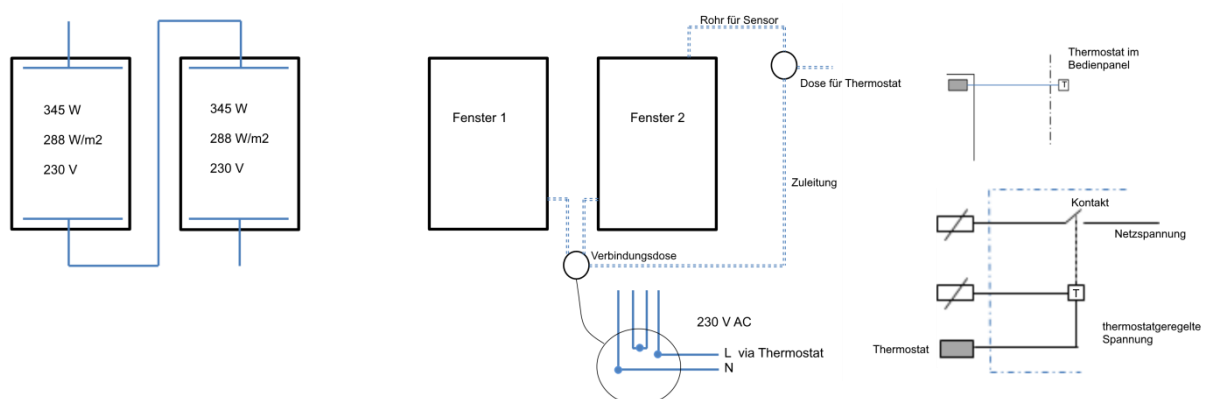 345 W
288 W/m2
230 V
345 W
288 W/m2
230 V
Rohr für Sensor
Fenster 1
Fenster 2
Dose für Thermostat
Zuleitung
Verbindungsdose
230 V AC
L via Thermostat
N
Thermostat im
Bedienpanel
T
Kontakt
Netzspannung
T
thermostatgeregelte
Spannung
Thermostat